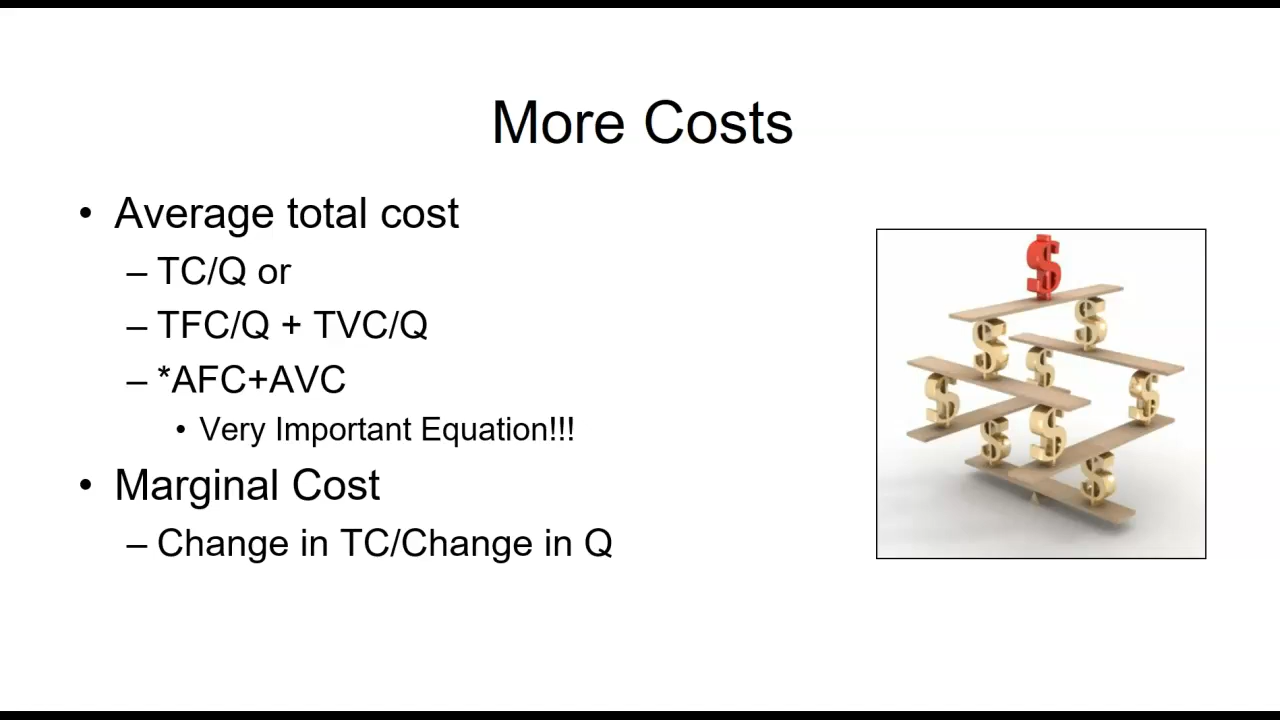 More Costs
• Average total cost
– TC/Q or
– TFC/Q + TVC/Q
– *AFC+AVC
• Very Important Equation!!!
• Marginal Cost
– Change in TC/Change in Q
$
$
$
$
$
$
$
$
$